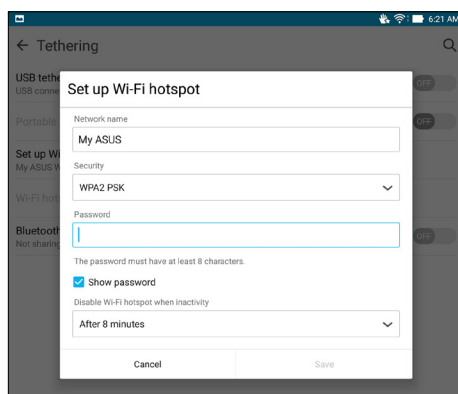 6:21 AM
Tethering
USB tethe
USB conne
OFF
Set up Wi-Fi hotspot
Network name
My ASUS
Portable
OFF
Security
WPA2 PSK
Set up Wi
My ASUS W
Wi-Fi hot
Password
Bluetooth
Not sharing
OFF
The password must have at least 8 characters.
Show password
Disable Wi-Fi hotspot when inactivity
After 8 minutes
Cancel
Save